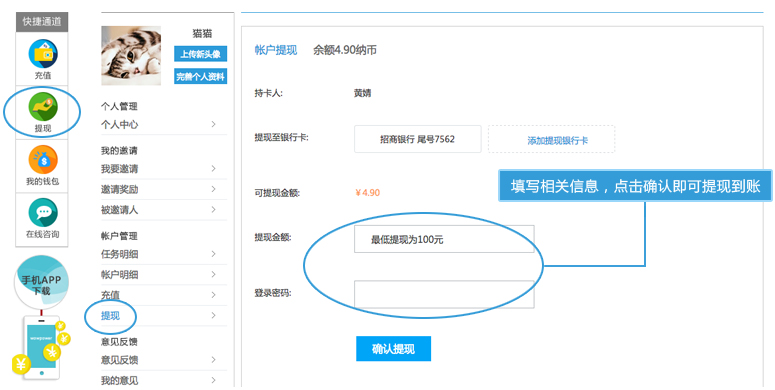 快捷通道
充值
提现
我的钱包
在线咨询
手机APP
下载
猫猫
上传新头像
完善个人资料
个人管理
个人中心
我的邀请
我要邀请
邀请奖励
被邀请人
帐户管理
任务明细
帐户明细
充值
提现
意见反馈
意见反馈
我的意见
帐户提现 余额4.90纳币
持卡人: 黄婧
提现至银行卡: 招商银行 尾号7562 添加提现银行卡
可提现金额: ¥4.90
填写相关信息，点击确认即可提现到账
提现金额: 最低提现为100元
登录密码:
确认提现